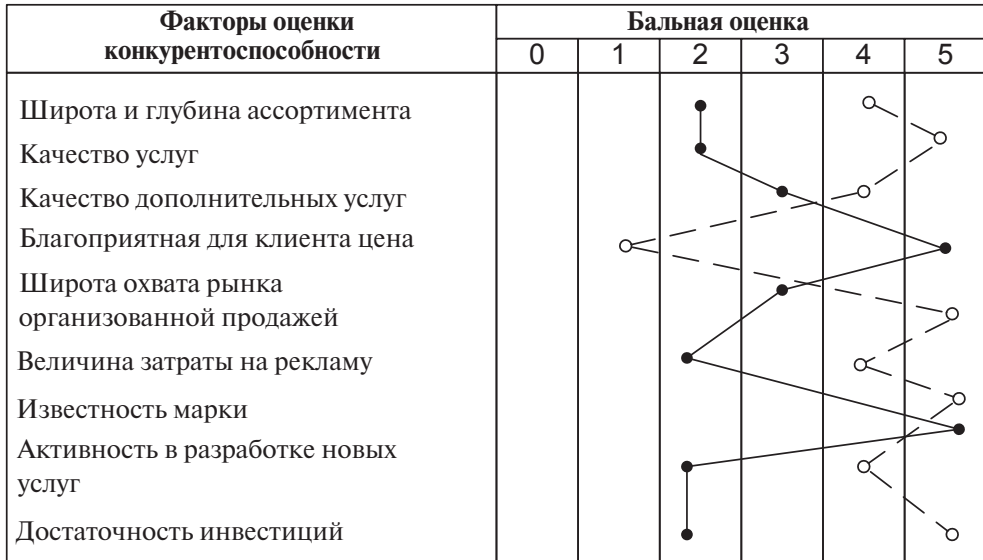 Факторы оценки
конкурентоспособности
Бальная оценка
0 1 2 3 4 5
Широта и глубина ассортимента
Качество услуг
Качество дополнительных услуг
Благоприятная для клиента цена
Широта охвата рынка
организованной продажей
Величина затраты на рекламу
Известность марки
Активность в разработке новых
услуг
Достаточность инвестиций